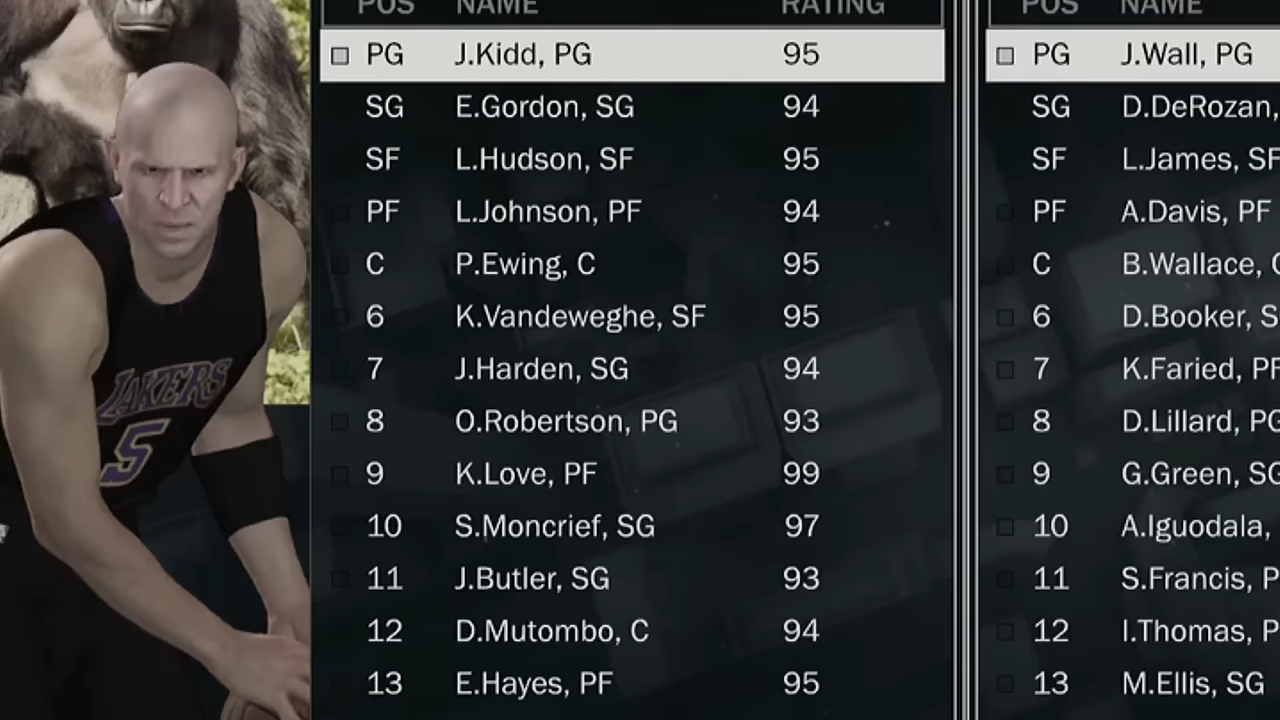 POS NAME RATING POS NAME
PG J.Kidd, PG 95 PG J.Wall, PG
SG E.Gordon, SG 94 SG D.DeRozan,
SF L.Hudson, SF 95 SF L.James, SF
PF L.Johnson, PF 94 PF A.Davis, PF
C P.Ewing, C 95 C B.Wallace, C
6 K.Vandeweghe, SF 95 6 D.Booker, S
7 J.Harden, SG 94 7 K.Faried, PF
8 O.Robertson, PG 93 8 D.Lillard, PG
9 K.Love, PF 99 9 G.Green, SG
10 S.Moncrief, SG 97 10 A.Iguodala,
11 J.Butler, SG 93 11 S.Francis, P
12 D.Mutombo, C 94 12 I.Thomas, P
13 E.Hayes, PF 95 13 M.Ellis, SG
LAKERS
5